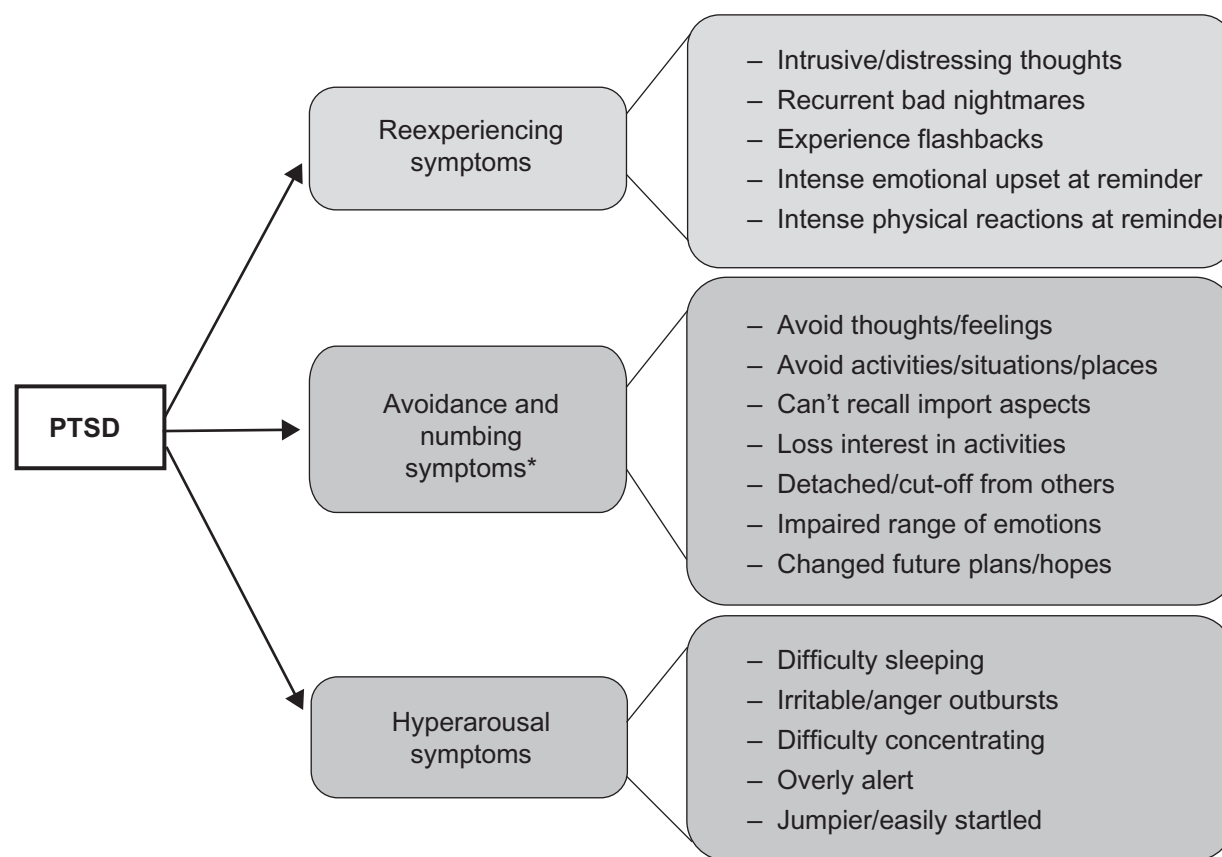 Reexperiencing
symptoms
– Intrusive/distressing thoughts
– Recurrent bad nightmares
– Experience flashbacks
– Intense emotional upset at reminder
– Intense physical reactions at reminder
PTSD
Avoidance and
numbing
symptoms*
– Avoid thoughts/feelings
– Avoid activities/situations/places
– Can't recall import aspects
– Loss interest in activities
– Detached/cut-off from others
– Impaired range of emotions
– Changed future plans/hopes
Hyperarousal
symptoms
– Difficulty sleeping
– Irritable/anger outbursts
– Difficulty concentrating
– Overly alert
– Jumpier/easily startled